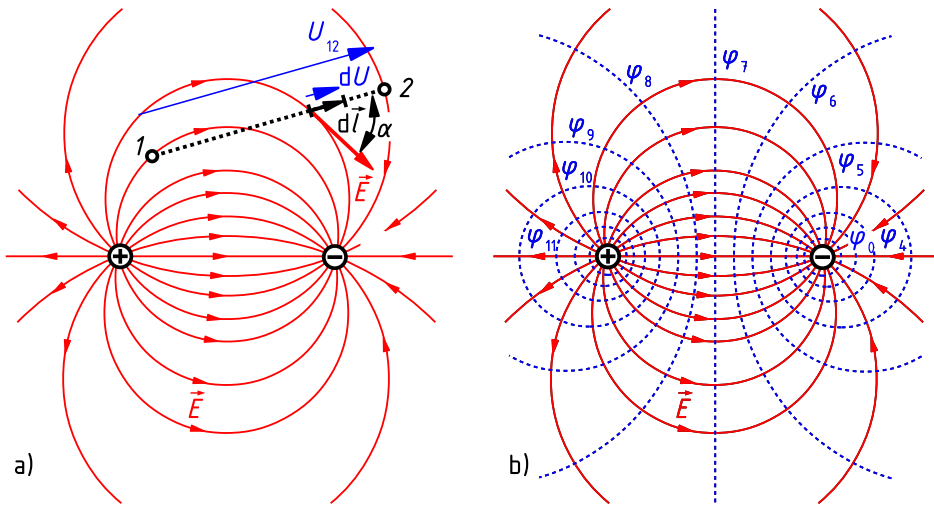 U₁₂
dU
2
1
dl⃗
α
E⃗
+
−
E⃗
a)
φ₇
φ₈
φ₆
φ₉
φ₅
φ₁₀
φ₁₁
φ₀
φ₄
+
−
E⃗
b)